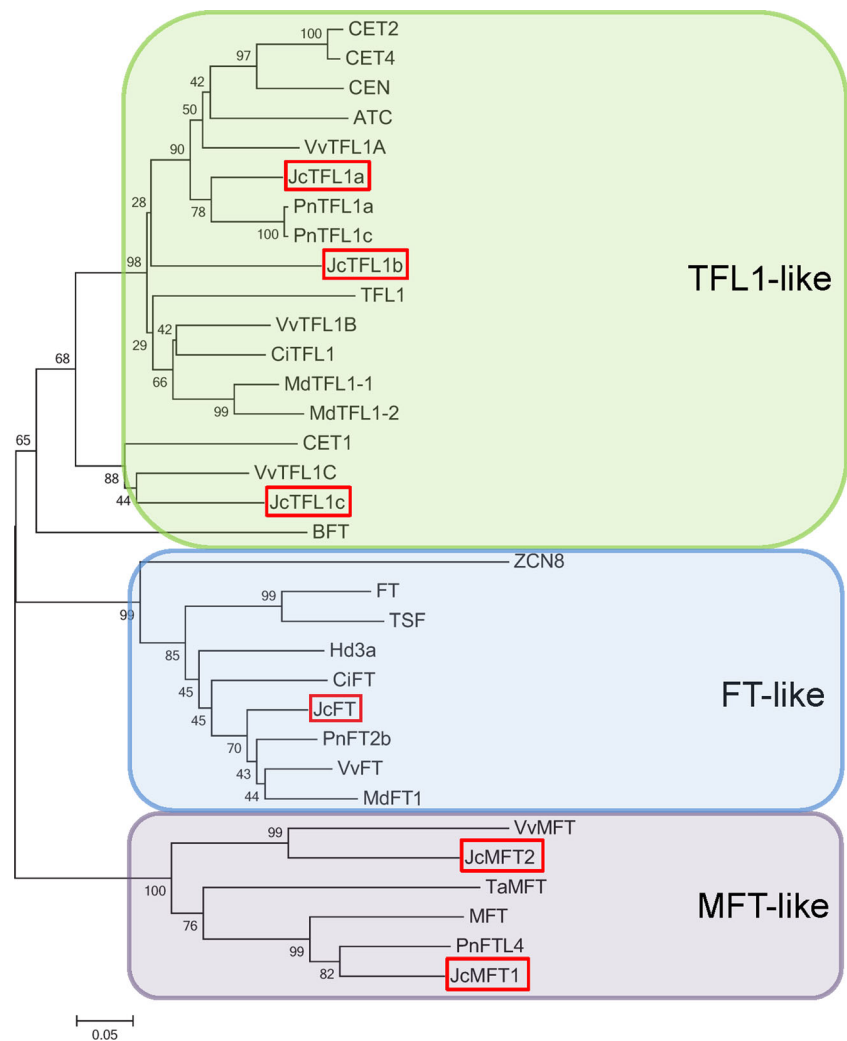 CET2
100
CET4
97
CEN
42
ATC
50
VvTFL1A
90
JcTFL1a
78
PnTFL1a
100
PnTFL1c
28
JcTFL1b
98
TFL1-like
TFL1
VvTFL1B
42
29
CiTFL1
68
66
MdTFL1-1
99
MdTFL1-2
65
CET1
88
VvTFL1C
44
JcTFL1c
BFT
ZCN8
99
FT
99
TSF
85
Hd3a
45
CiFT
FT-like
45
JcFT
70
PnFT2b
43
VvFT
44
MdFT1
VvMFT
99
JcMFT2
100
TaMFT
MFT-like
76
MFT
99
PnFTL4
82
JcMFT1
0.05